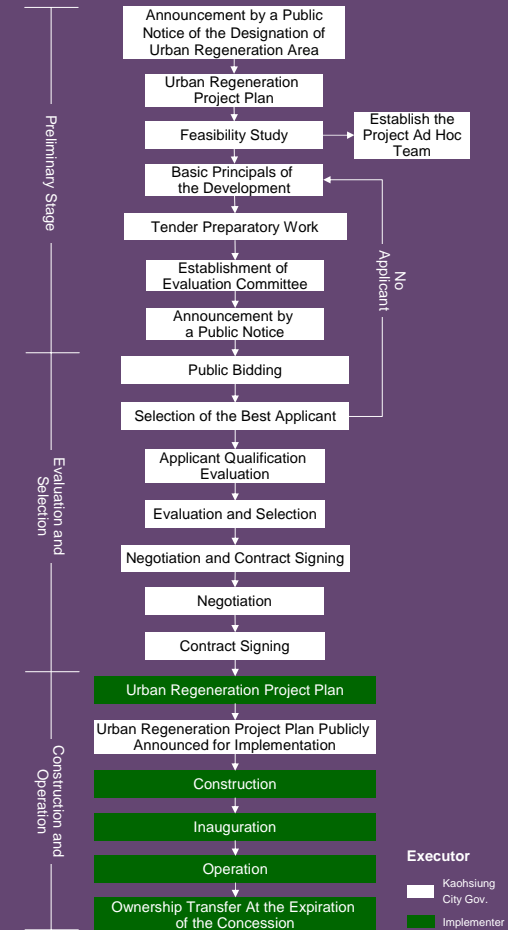 Announcement by a Public
Notice of the Designation of
Urban Regeneration Area
Urban Regeneration
Project Plan
Feasibility Study
Establish the
Project Ad Hoc
Team
Basic Principals of
the Development
Tender Preparatory Work
Establishment of
Evaluation Committee
Announcement by
a Public Notice
Preliminary Stage
No
Applicant
Public Bidding
Selection of the Best Applicant
Applicant Qualification
Evaluation
Evaluation and Selection
Negotiation and Contract Signing
Negotiation
Contract Signing
Evaluation and
Selection
Urban Regeneration Project Plan
Urban Regeneration Project Plan Publicly
Announced for Implementation
Construction
Inauguration
Operation
Ownership Transfer At the Expiration
of the Concession
Construction and
Operation
Executor
Kaohsiung
City Gov.
Implementer